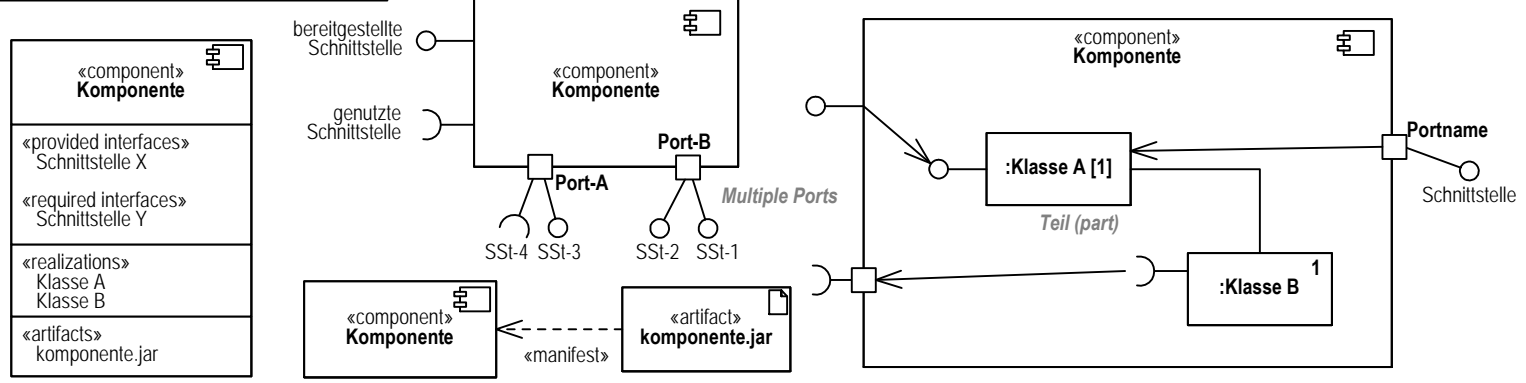 «component»
Komponente
«provided interfaces»
Schnittstelle X
«required interfaces»
Schnittstelle Y
«realizations»
Klasse A
Klasse B
«artifacts»
komponente.jar
bereitgestellte
Schnittstelle
genutzte
Schnittstelle
«component»
Komponente
Port-B
Port-A
Multiple Ports
SSt-4 SSt-3 SSt-2 SSt-1
«component»
Komponente
«manifest»
«artifact»
komponente.jar
«component»
Komponente
Portname
Schnittstelle
:Klasse A [1]
Teil (part)
1
:Klasse B